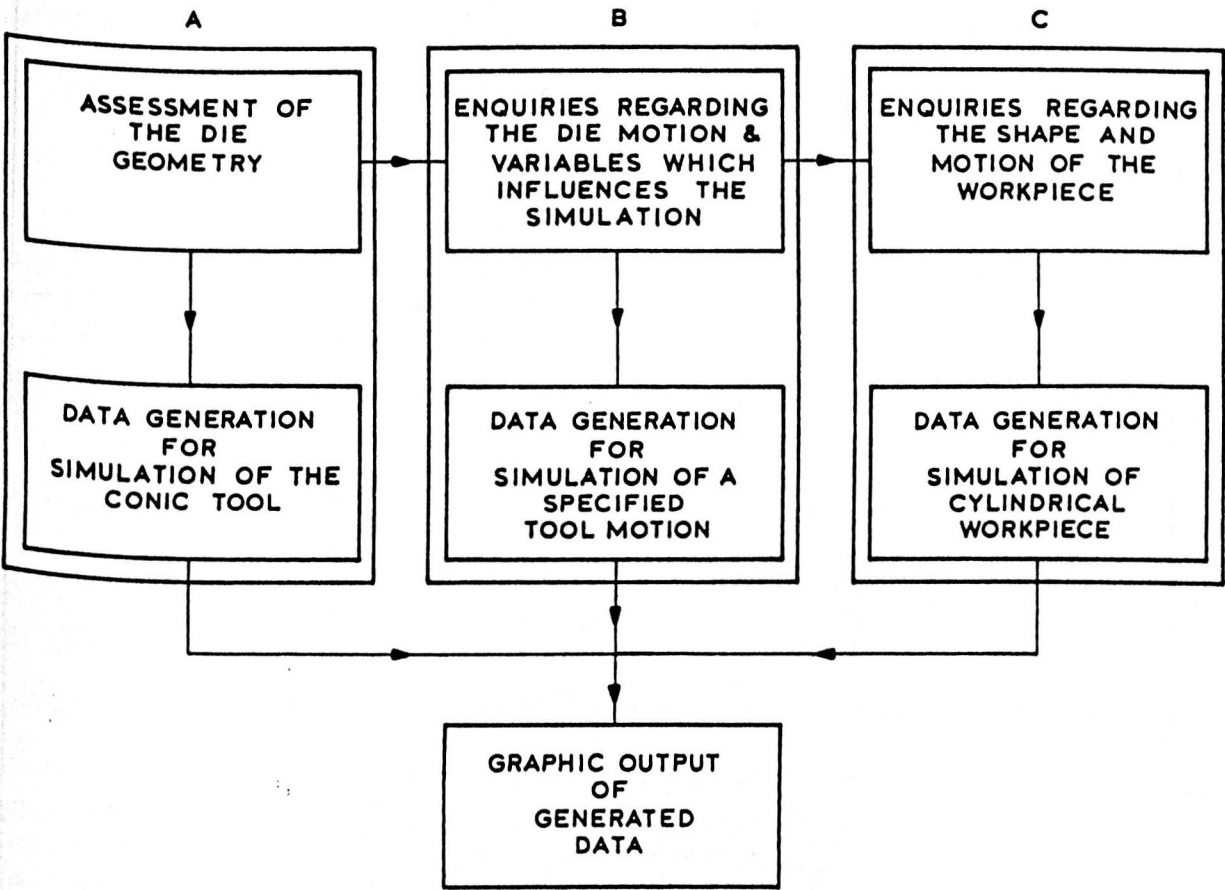 A
B
C
ASSESSMENT OF
THE DIE
GEOMETRY
ENQUIRIES REGARDING
THE DIE MOTION &
VARIABLES WHICH
INFLUENCES THE
SIMULATION
ENQUIRIES REGARDING
THE SHAPE AND
MOTION OF THE
WORKPIECE
DATA GENERATION
FOR
SIMULATION OF THE
CONIC TOOL
DATA GENERATION
FOR
SIMULATION OF A
SPECIFIED
TOOL MOTION
DATA GENERATION
FOR
SIMULATION OF
CYLINDRICAL
WORKPIECE
GRAPHIC OUTPUT
OF
GENERATED
DATA